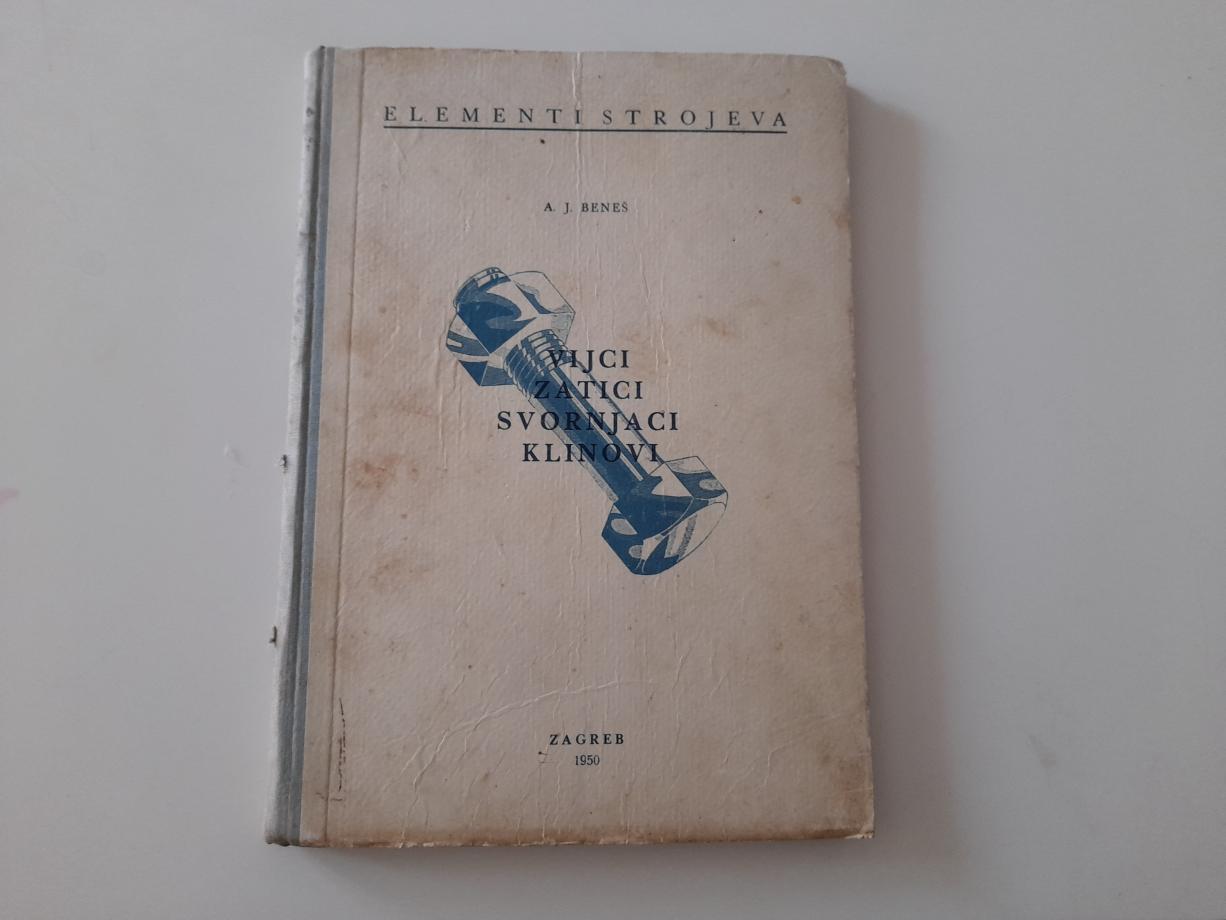 ELEMENTI STROJEVA
A. J. BENEŠ
VIJCI
ZATICI
SVORNJACI
KLINOVI
ZAGREB
1950